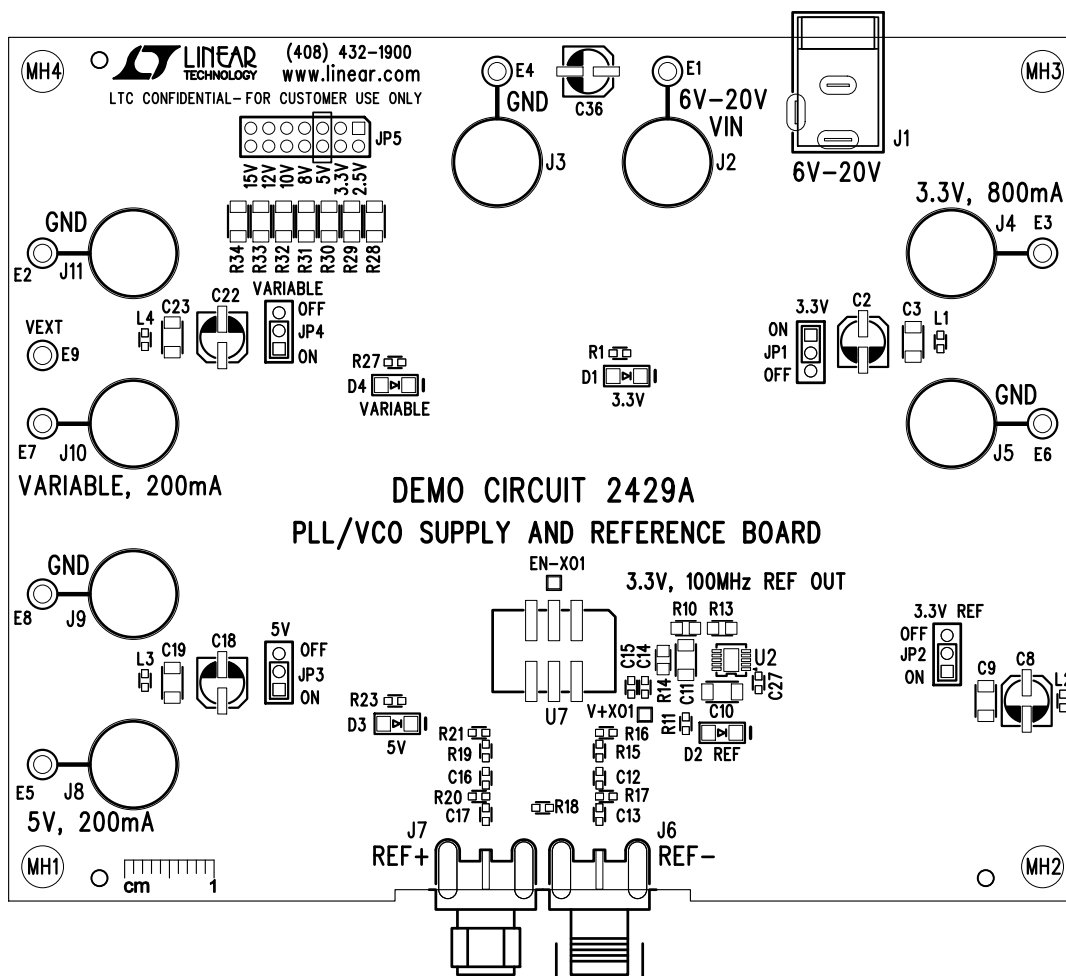 MH4
LINEAR
TECHNOLOGY
(408) 432-1900
www.linear.com
LTC CONFIDENTIAL-FOR CUSTOMER USE ONLY
E4
GND
J3
C36
E1
6V-20V
VIN
J2
J1
6V-20V
MH3
JP5
15V
12V
10V
8V
5V
3.3V
2.5V
R34
R33
R32
R31
R30
R29
R28
GND
E2
J11
3.3V, 800mA
J4
E3
VEXT
E9
L4
C23
C22
VARIABLE
OFF
JP4
ON
R27
D4
VARIABLE
R1
D1
3.3V
3.3V
ON
JP1
OFF
C2
C3
L1
E7
J10
VARIABLE, 200mA
GND
J5
E6
DEMO CIRCUIT 2429A
PLL/VCO SUPPLY AND REFERENCE BOARD
GND
E8
J9
EN-XO1
3.3V, 100MHz REF OUT
R10
R13
U7
C15
C14
R14
C11
U2
C27
C10
V+XO1
R11
D2
REF
3.3V REF
OFF
JP2
ON
C9
C8
L2
L3
C19
C18
5V
OFF
JP3
ON
R23
D3
5V
R21
R19
C16
R20
C17
R16
R15
C12
R17
C13
R18
E5
J8
5V, 200mA
J7
REF+
J6
REF-
MH1
cm
1
MH2